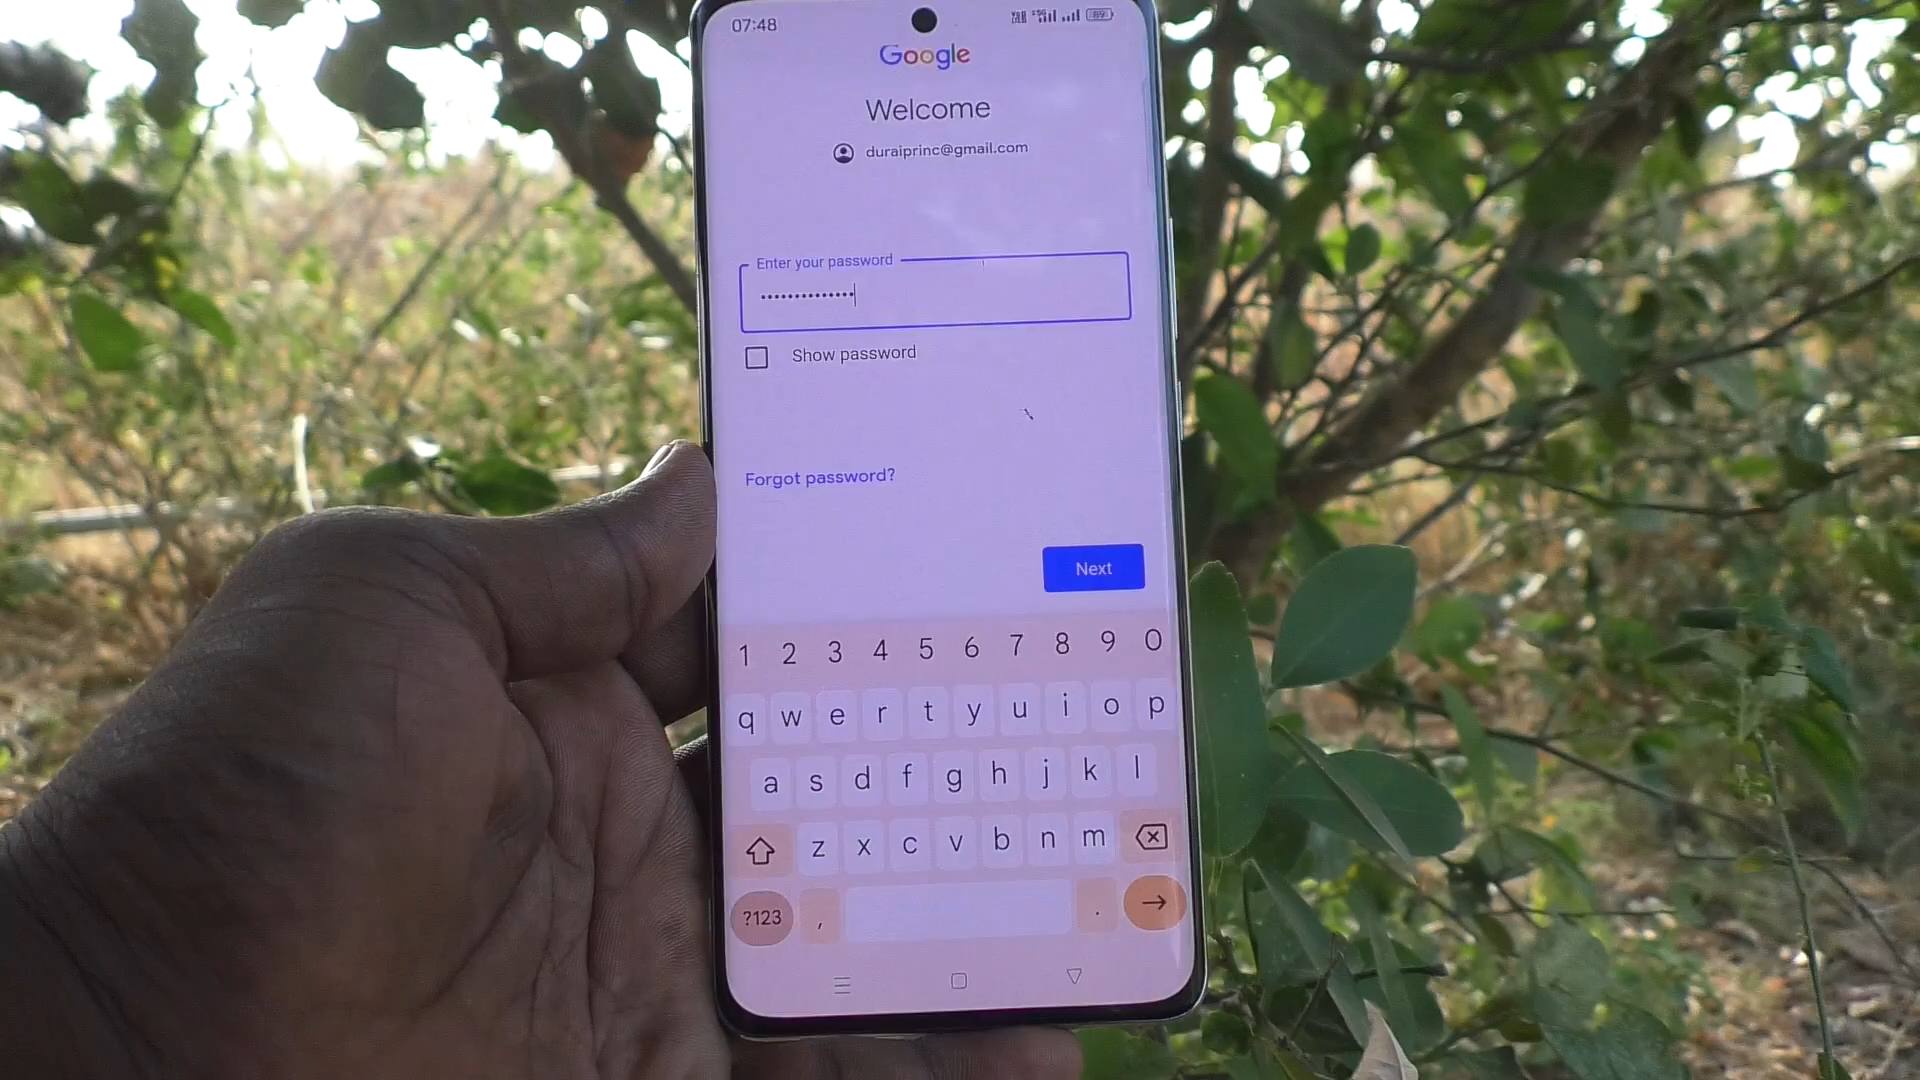 07:48
89
Google
Welcome
duraiprinc@gmail.com
Enter your password
••••••••••••••
Show password
Forgot password?
Next
1 2 3 4 5 6 7 8 9 0
q w e r t y u i o p
a s d f g h j k l
z x c v b n m
?123 , .